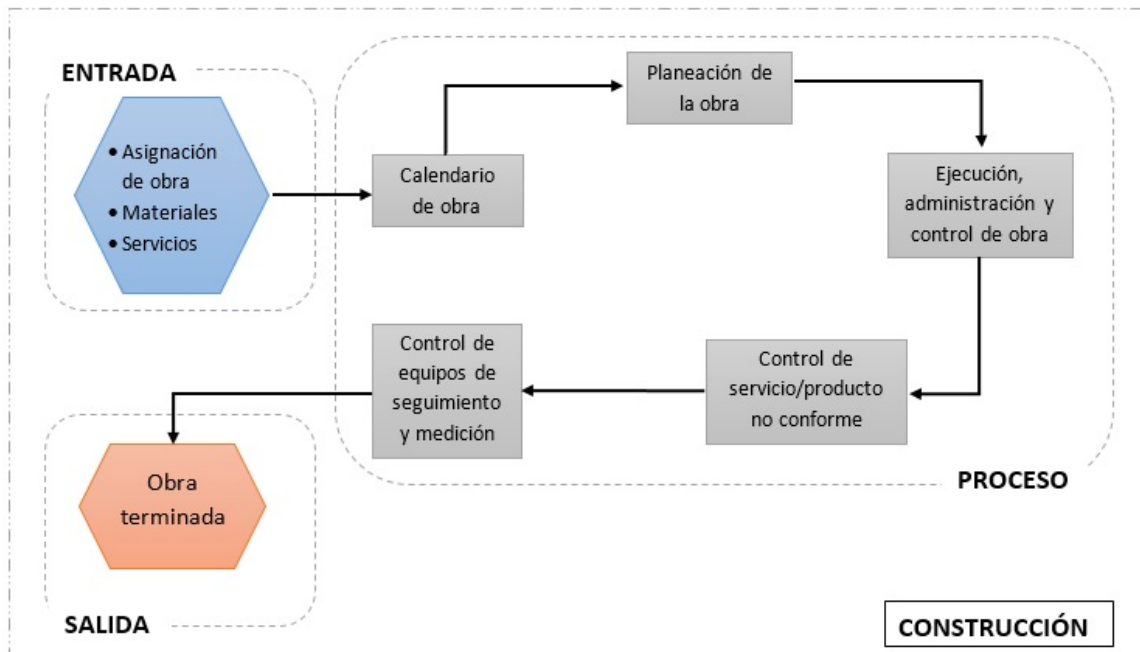 ENTRADA
• Asignación
de obra
• Materiales
• Servicios
Calendario
de obra
Planeación de
la obra
Ejecución,
administración y
control de obra
Control de
servicio/producto
no conforme
Control de
equipos de
seguimiento
y medición
PROCESO
Obra
terminada
SALIDA
CONSTRUCCIÓN